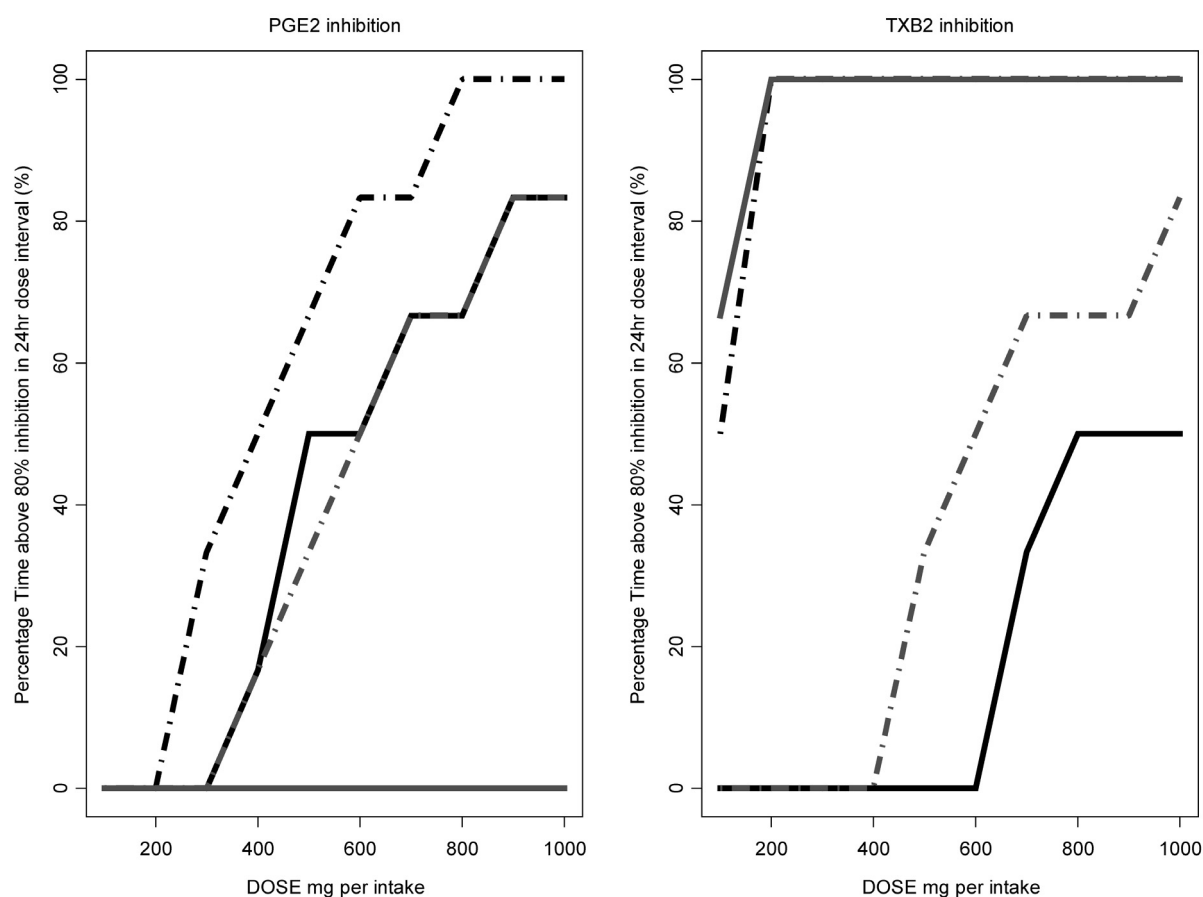 PGE2 inhibition
Percentage Time above 80% inhibition in 24hr dose interval (%)
100
80
60
40
20
0
200 400 600 800 1000
DOSE mg per intake
TXB2 inhibition
Percentage Time above 80% inhibition in 24hr dose interval (%)
100
80
60
40
20
0
200 400 600 800 1000
DOSE mg per intake